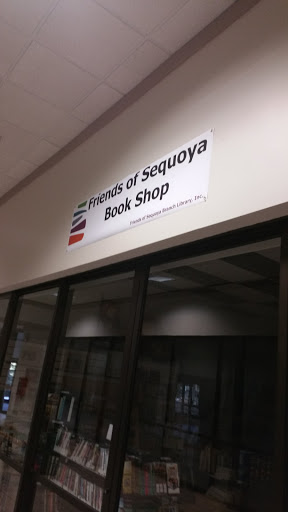 Friends of Sequoya
Book Shop
Friends of Sequoya Branch Library, Inc.